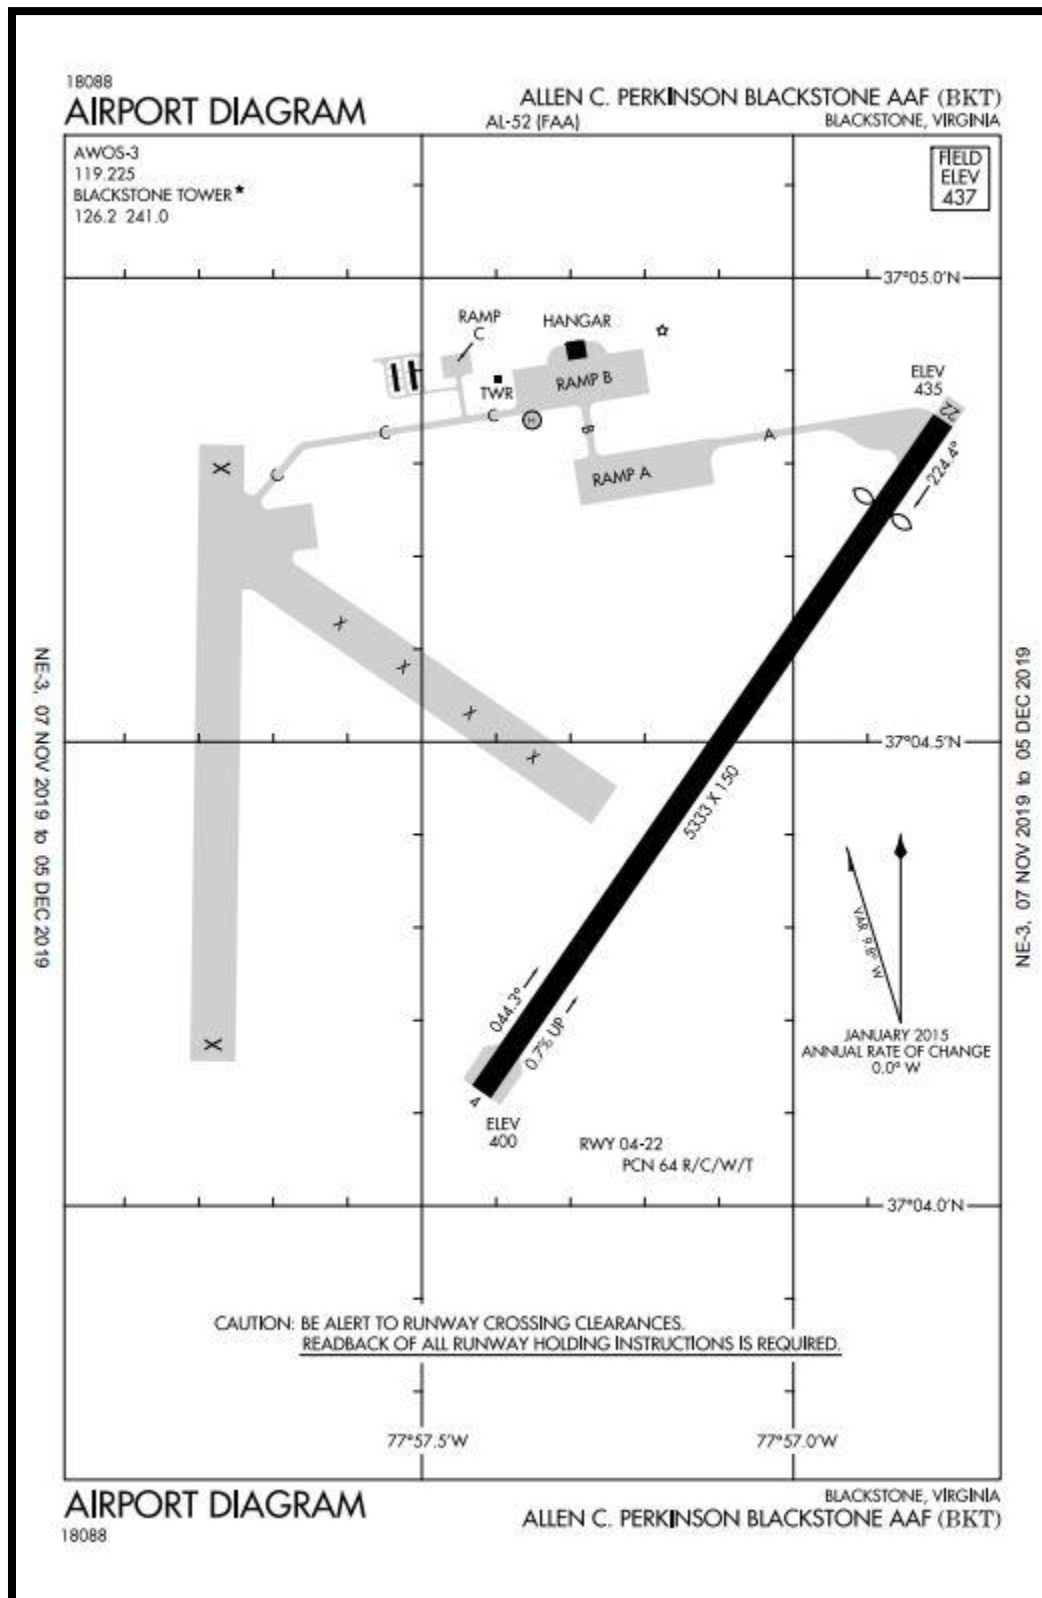 18088
AIRPORT DIAGRAM
ALLEN C. PERKINSON BLACKSTONE AAF (BKT)
AL-52 (FAA)
BLACKSTONE, VIRGINIA
AWOS-3
119.225
BLACKSTONE TOWER*
126.2 241.0
FIELD
ELEV
437
37°05.0'N
RAMP
C
HANGAR
TWR
RAMP B
ELEV
435
22
C
C
H
B
A
X
C
RAMP A
224.4°
X
X
X
X
37°04.5'N
5333 X 150
NE-3, 07 NOV 2019 to 05 DEC 2019
NE-3, 07 NOV 2019 to 05 DEC 2019
VAR 9.8° W
JANUARY 2015
ANNUAL RATE OF CHANGE
0.0° W
044.3°
0.7% UP
X
4
ELEV
400
RWY 04-22
PCN 64 R/C/W/T
37°04.0'N
CAUTION: BE ALERT TO RUNWAY CROSSING CLEARANCES.
READBACK OF ALL RUNWAY HOLDING INSTRUCTIONS IS REQUIRED.
77°57.5'W
77°57.0'W
AIRPORT DIAGRAM
18088
BLACKSTONE, VIRGINIA
ALLEN C. PERKINSON BLACKSTONE AAF (BKT)